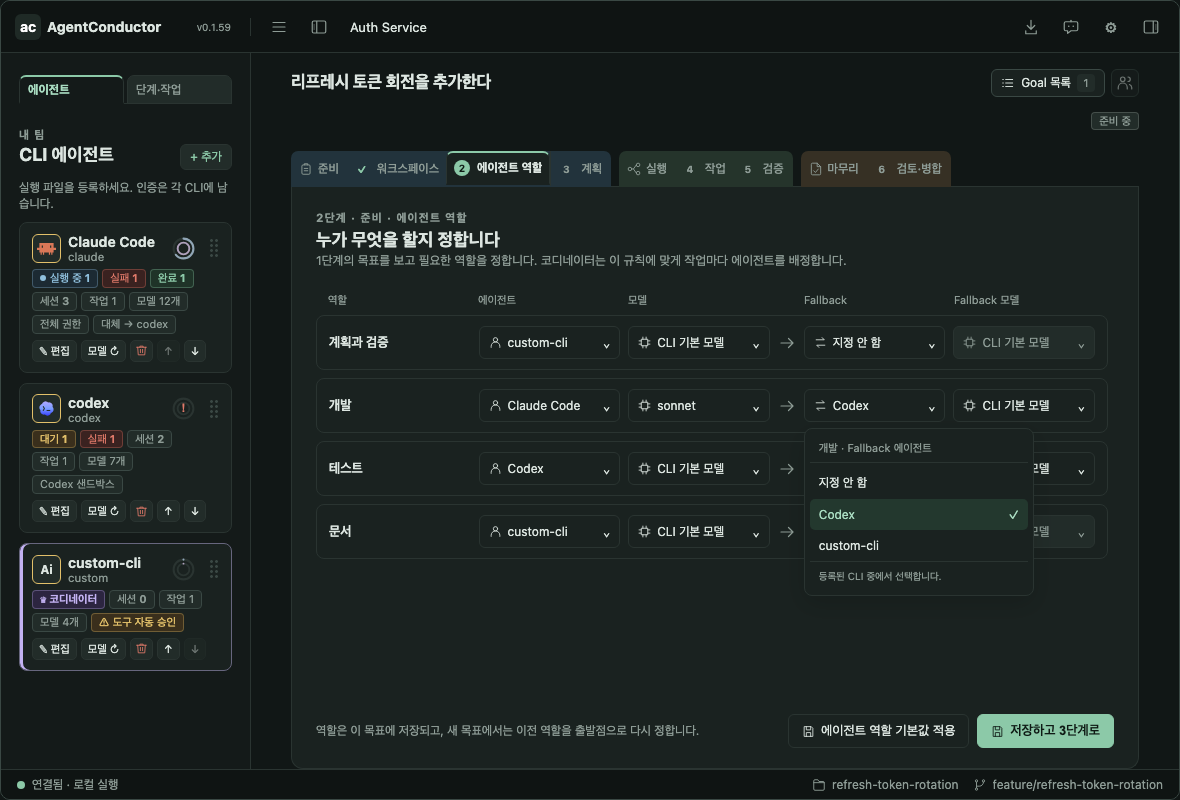 ac AgentConductor v0.1.59 Auth Service
에이전트 단계·작업
내 팀
CLI 에이전트 + 추가
실행 파일을 등록하세요. 인증은 각 CLI에 남
습니다.
Claude Code
claude
실행 중 1 실패 1 완료 1
세션 3 작업 1 모델 12개
전체 권한 대체 → codex
✎ 편집 모델 ↻ ↑ ↓
codex
codex
대기 1 실패 1 세션 2
작업 1 모델 7개
Codex 샌드박스
✎ 편집 모델 ↻ ↑ ↓
Ai custom-cli
custom
♛ 코디네이터 세션 0 작업 1
모델 4개 ⚠ 도구 자동 승인
✎ 편집 모델 ↻ ↑ ↓
리프레시 토큰 회전을 추가한다
Goal 목록 1
준비 중
준비 ✓ 워크스페이스 2 에이전트 역할 3 계획 실행 4 작업 5 검증 마무리 6 검토·병합
2단계 · 준비 · 에이전트 역할
누가 무엇을 할지 정합니다
1단계의 목표를 보고 필요한 역할을 정합니다. 코디네이터는 이 규칙에 맞게 작업마다 에이전트를 배정합니다.
역할 에이전트 모델 Fallback Fallback 모델
계획과 검증 custom-cli CLI 기본 모델 → 지정 안 함 CLI 기본 모델
개발 Claude Code sonnet → Codex CLI 기본 모델
테스트 Codex CLI 기본 모델 → 모델
문서 custom-cli CLI 기본 모델 → 모델
개발 · Fallback 에이전트
지정 안 함
Codex ✓
custom-cli
등록된 CLI 중에서 선택합니다.
역할은 이 목표에 저장되고, 새 목표에서는 이전 역할을 출발점으로 다시 정합니다.
에이전트 역할 기본값 적용 저장하고 3단계로
연결됨 · 로컬 실행 refresh-token-rotation feature/refresh-token-rotation